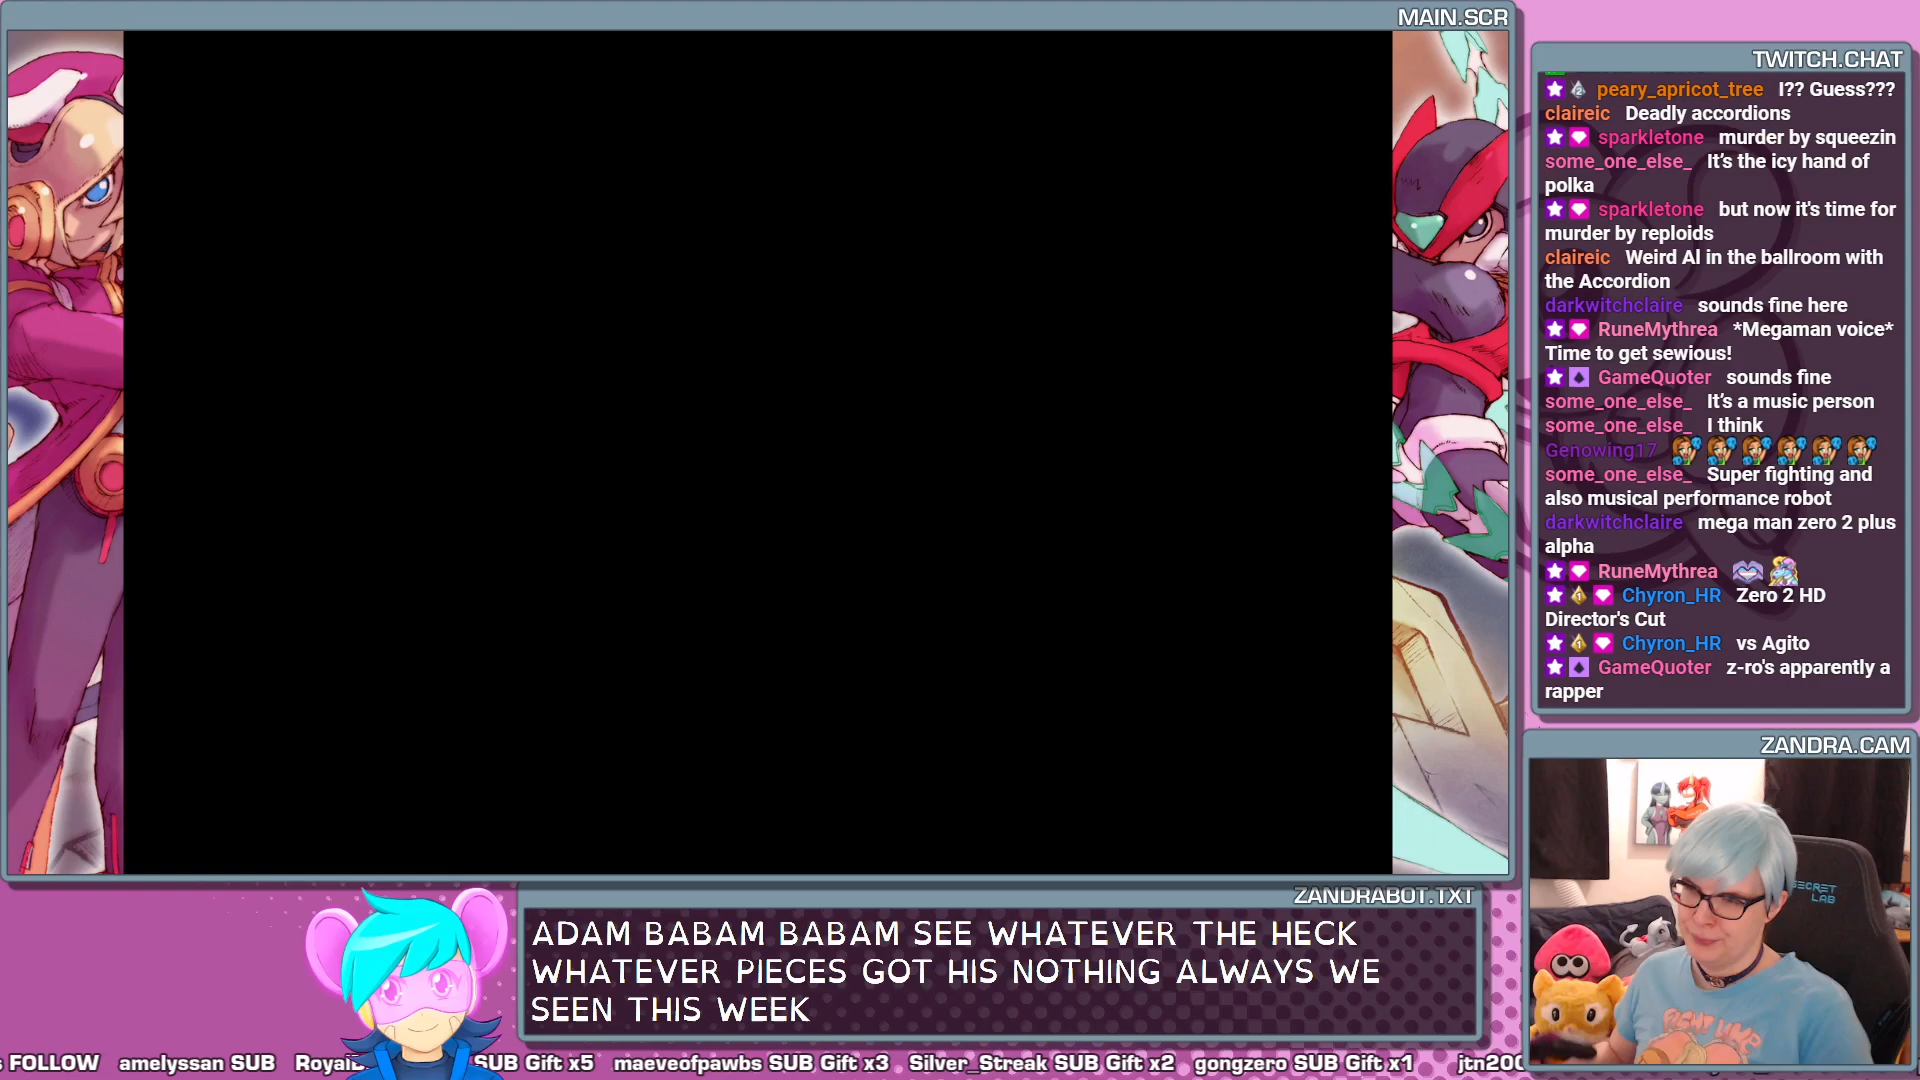 MAIN.SCR
TWITCH.CHAT
peary_apricot_tree I?? Guess???
claireic Deadly accordions
sparkletone murder by squeezin
some_one_else_ It's the icy hand of
polka
sparkletone but now it's time for
murder by reploids
claireic Weird Al in the ballroom with
the Accordion
darkwitchclaire sounds fine here
RuneMythrea *Megaman voice*
Time to get sewious!
GameQuoter sounds fine
some_one_else_ It's a music person
some_one_else_ I think
Genowing17
some_one_else_ Super fighting and
also musical performance robot
darkwitchclaire mega man zero 2 plus
alpha
RuneMythrea
Chyron_HR Zero 2 HD
Director's Cut
Chyron_HR vs Agito
GameQuoter z-ro's apparently a
rapper
ZANDRA.CAM
SECRET
LAB
ZANDRABOT.TXT
ADAM BABAM BABAM SEE WHATEVER THE HECK
WHATEVER PIECES GOT HIS NOTHING ALWAYS WE
SEEN THIS WEEK
FOLLOW amelyssan SUB SUB Gift x5 maeveofpawbs SUB Gift x3 Silver_Streak SUB Gift x2 gongzero SUB Gift x1